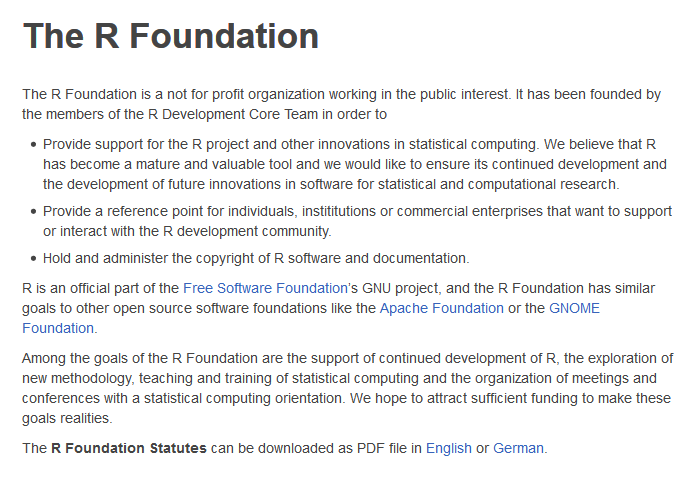 The R Foundation
The R Foundation is a not for profit organization working in the public interest. It has been founded by
the members of the R Development Core Team in order to
• Provide support for the R project and other innovations in statistical computing. We believe that R
has become a mature and valuable tool and we would like to ensure its continued development and
the development of future innovations in software for statistical and computational research.
• Provide a reference point for individuals, instititutions or commercial enterprises that want to support
or interact with the R development community.
• Hold and administer the copyright of R software and documentation.
R is an official part of the Free Software Foundation's GNU project, and the R Foundation has similar
goals to other open source software foundations like the Apache Foundation or the GNOME
Foundation.
Among the goals of the R Foundation are the support of continued development of R, the exploration of
new methodology, teaching and training of statistical computing and the organization of meetings and
conferences with a statistical computing orientation. We hope to attract sufficient funding to make these
goals realities.
The R Foundation Statutes can be downloaded as PDF file in English or German.